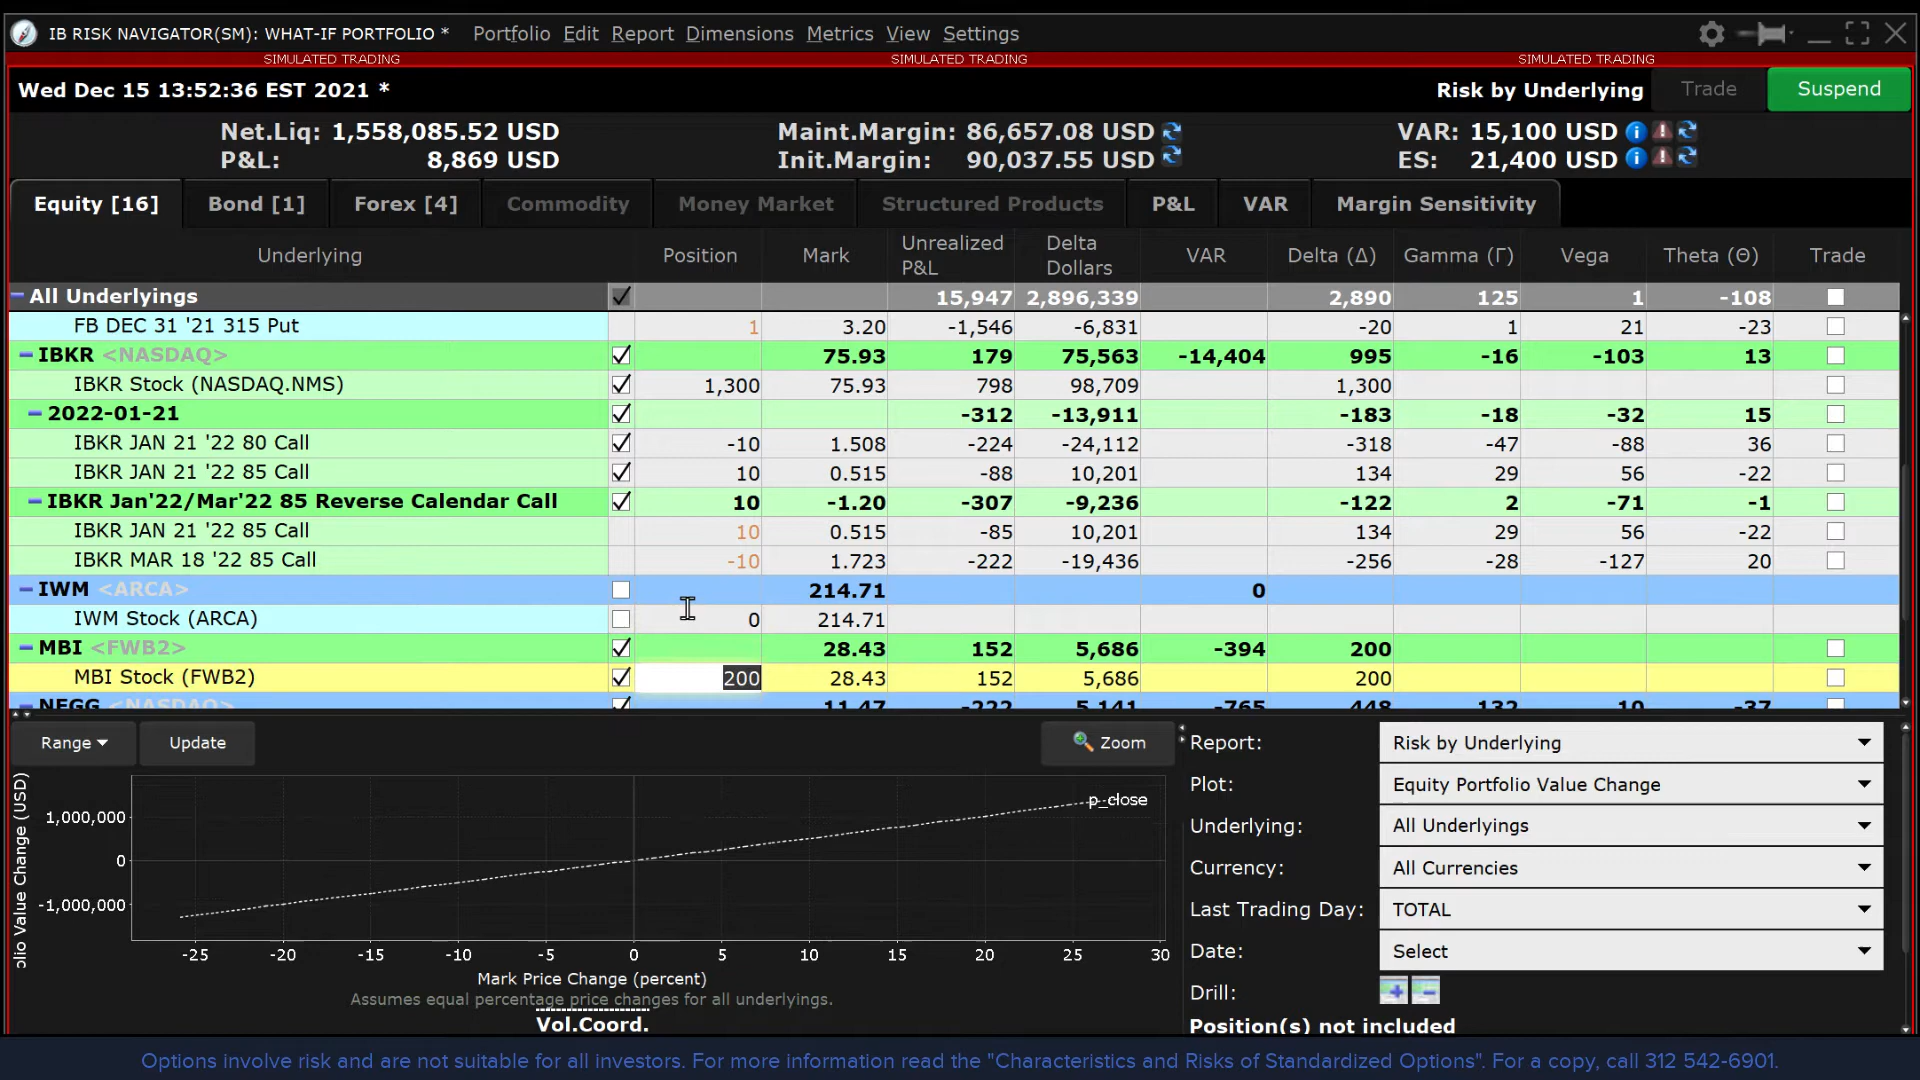 IB RISK NAVIGATOR(SM): WHAT-IF PORTFOLIO * Portfolio Edit Report Dimensions Metrics View Settings
SIMULATED TRADING SIMULATED TRADING SIMULATED TRADING
Wed Dec 15 13:52:36 EST 2021 * Risk by Underlying Trade Suspend
Net.Liq: 1,558,085.52 USD Maint.Margin: 86,657.08 USD VAR: 15,100 USD
P&L: 8,869 USD Init.Margin: 90,037.55 USD ES: 21,400 USD
Equity [16] Bond [1] Forex [4] Commodity Money Market Structured Products P&L VAR Margin Sensitivity
Underlying Position Mark Unrealized P&L Delta Dollars VAR Delta (Δ) Gamma (Γ) Vega Theta (Θ) Trade
All Underlyings 15,947 2,896,339 2,890 125 1 -108
FB DEC 31 '21 315 Put 1 3.20 -1,546 -6,831 -20 1 21 -23
IBKR <NASDAQ> 75.93 179 75,563 -14,404 995 -16 -103 13
IBKR Stock (NASDAQ.NMS) 1,300 75.93 798 98,709 1,300
2022-01-21 -312 -13,911 -183 -18 -32 15
IBKR JAN 21 '22 80 Call -10 1.508 -224 -24,112 -318 -47 -88 36
IBKR JAN 21 '22 85 Call 10 0.515 -88 10,201 134 29 56 -22
IBKR Jan'22/Mar'22 85 Reverse Calendar Call 10 -1.20 -307 -9,236 -122 2 -71 -1
IBKR JAN 21 '22 85 Call 10 0.515 -85 10,201 134 29 56 -22
IBKR MAR 18 '22 85 Call -10 1.723 -222 -19,436 -256 -28 -127 20
IWM <ARCA> 214.71 0
IWM Stock (ARCA) 0 214.71
MBI <FWB2> 28.43 152 5,686 -394 200
MBI Stock (FWB2) 200 28.43 152 5,686 200
NEGG <NASDAQ> 11.47 -222 5,141 -765 448 132 10 -37
Range Update Zoom
Report: Risk by Underlying
Plot: Equity Portfolio Value Change
Underlying: All Underlyings
Currency: All Currencies
Last Trading Day: TOTAL
Date: Select
Drill:
Position(s) not included
lio Value Change (USD)
p_close
1,000,000
0
-1,000,000
-25 -20 -15 -10 -5 0 5 10 15 20 25 30
Mark Price Change (percent)
Assumes equal percentage price changes for all underlyings.
Vol.Coord.
Options involve risk and are not suitable for all investors. For more information read the "Characteristics and Risks of Standardized Options". For a copy, call 312 542-6901.